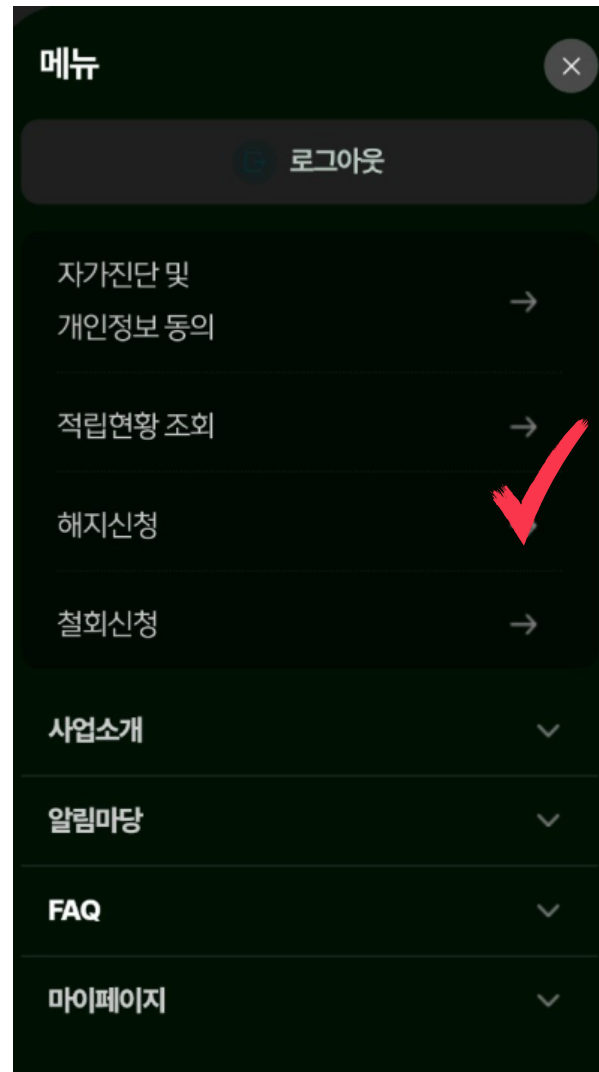 메뉴
로그아웃
자가진단 및
개인정보 동의
적립현황 조회
해지신청
철회신청
사업소개
알림마당
FAQ
마이페이지